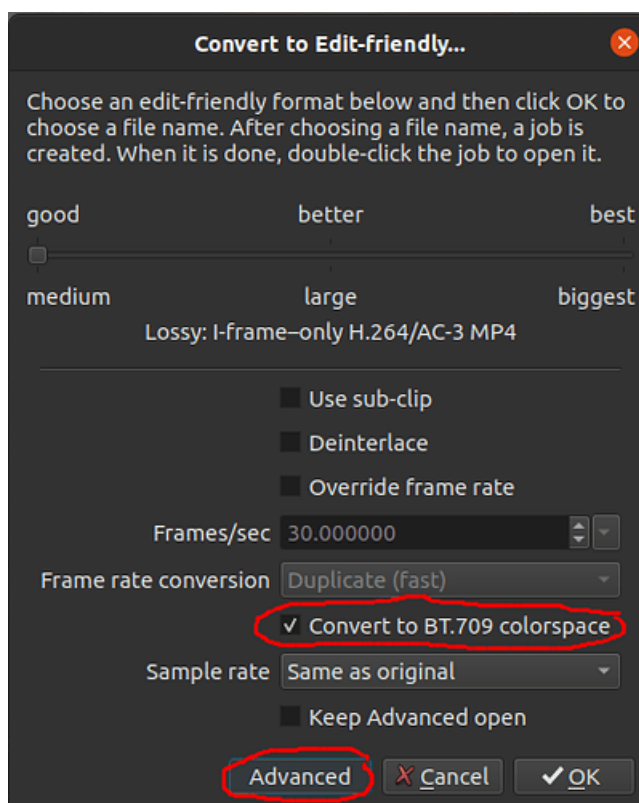 Convert to Edit-friendly...
Choose an edit-friendly format below and then click OK to
choose a file name. After choosing a file name, a job is
created. When it is done, double-click the job to open it.
good better best
medium large biggest
Lossy: I-frame–only H.264/AC-3 MP4
Use sub-clip
Deinterlace
Override frame rate
Frames/sec 30.000000
Frame rate conversion Duplicate (fast)
Convert to BT.709 colorspace
Sample rate Same as original
Keep Advanced open
Advanced Cancel OK